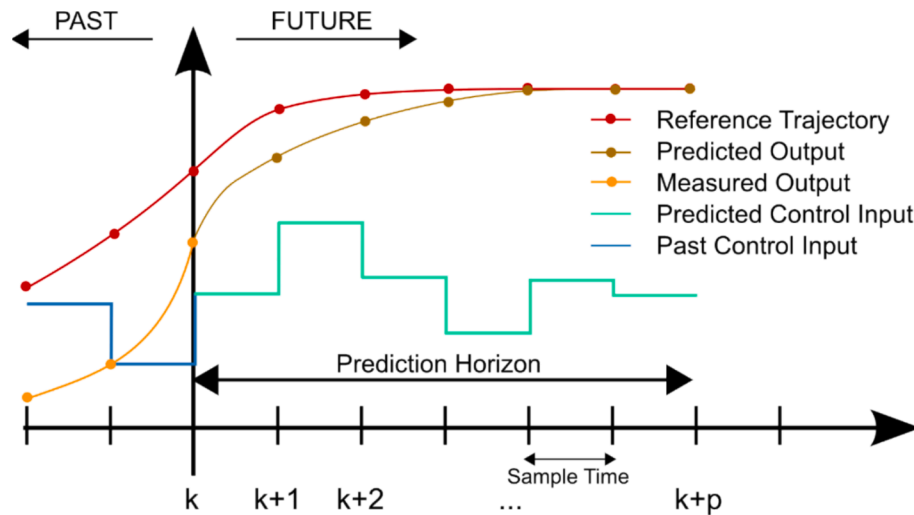 PAST
FUTURE
Reference Trajectory
Predicted Output
Measured Output
Predicted Control Input
Past Control Input
Prediction Horizon
Sample Time
k
k+1
k+2
...
k+p